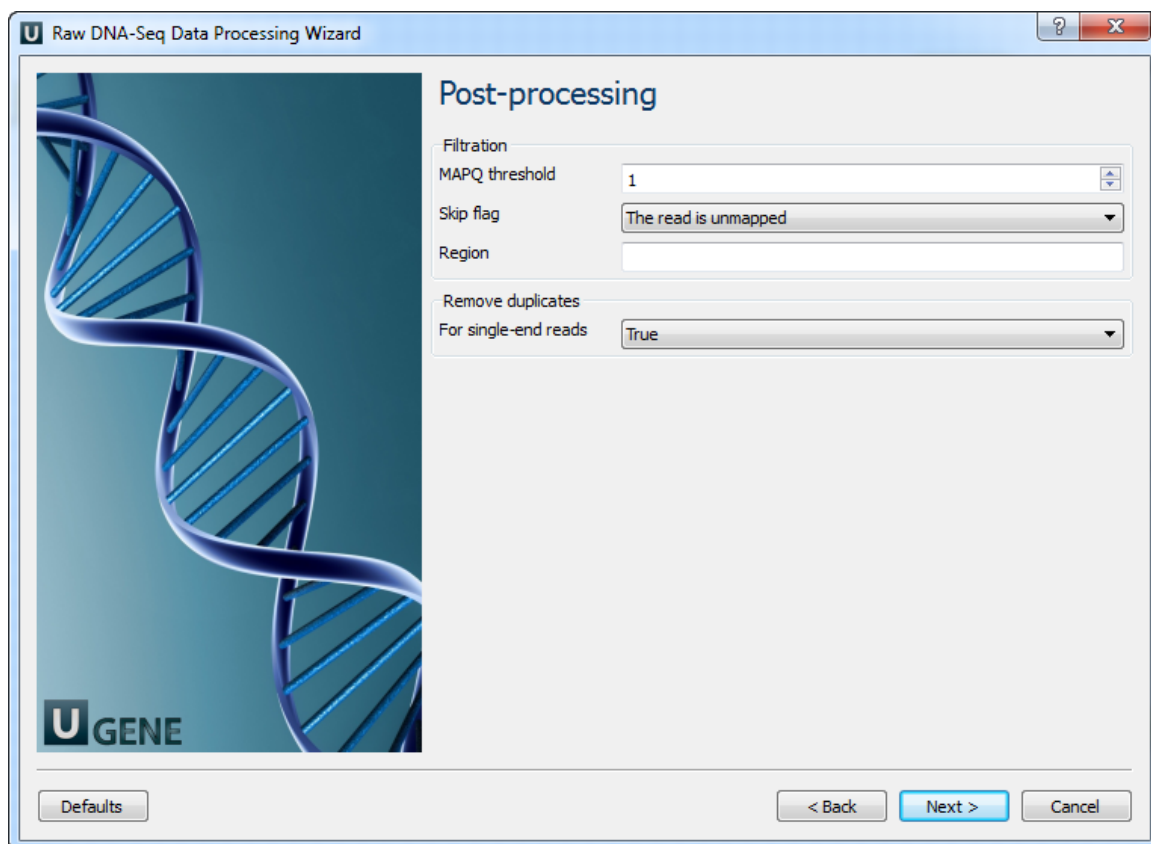 U Raw DNA-Seq Data Processing Wizard
? X
Post-processing
Filtration
MAPQ threshold 1
Skip flag The read is unmapped
Region
Remove duplicates
For single-end reads True
U GENE
Defaults < Back Next > Cancel